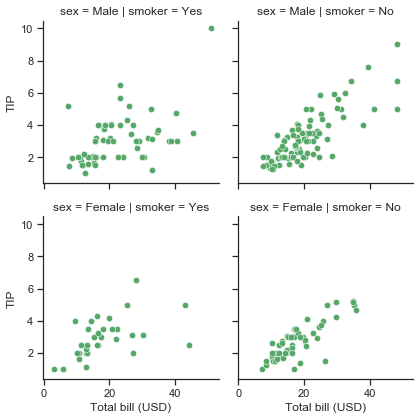 sex = Male | smoker = Yes
sex = Male | smoker = No
10
8
6
4
2
TIP
sex = Female | smoker = Yes
sex = Female | smoker = No
10
8
6
4
2
TIP
0 20 40
0 20 40
Total bill (USD)
Total bill (USD)